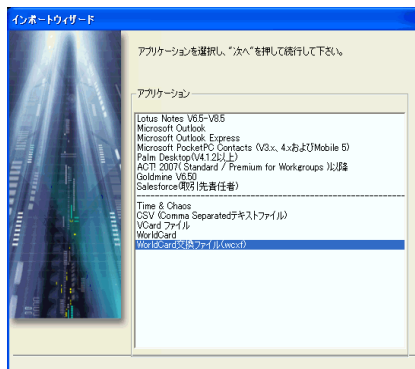 インポートウィザード
アプリケーションを選択し、"次へ"を押して続行して下さい。
アプリケーション
Lotus Notes V6.5-V8.5
Microsoft Outlook
Microsoft Outlook Express
Microsoft PocketPC Contacts (V3.x、4.xおよびMobile 5)
Palm Desktop(V4.1.2以上)
ACT! 2007( Standard / Premium for Workgroups )以降
Goldmine V6.50
Salesforce(取引先責任者)
Time & Chaos
CSV (Comma Separatedテキストファイル)
VCard ファイル
WorldCard
WorldCard交換ファイル(wcxf)